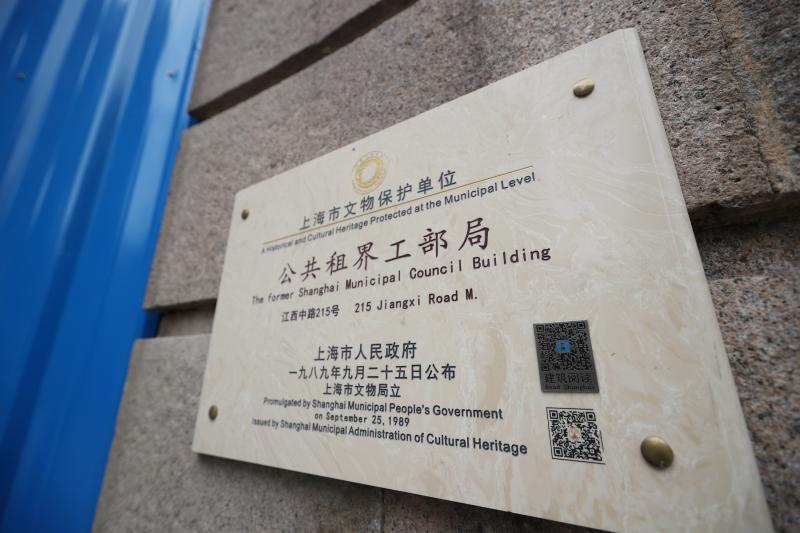 上海市文物保护单位
A Historical and Cultural Heritage Protected at the Municipal Level
公共租界工部局
The former Shanghai Municipal Council Building
江西中路215号 215 Jiangxi Road M.
上海市人民政府
一九八九年九月二十五日公布
上海市文物局立
Promulgated by Shanghai Municipal People's Government
on September 25, 1989
Issued by Shanghai Municipal Administration of Cultural Heritage
建筑阅读
Read Shanghai